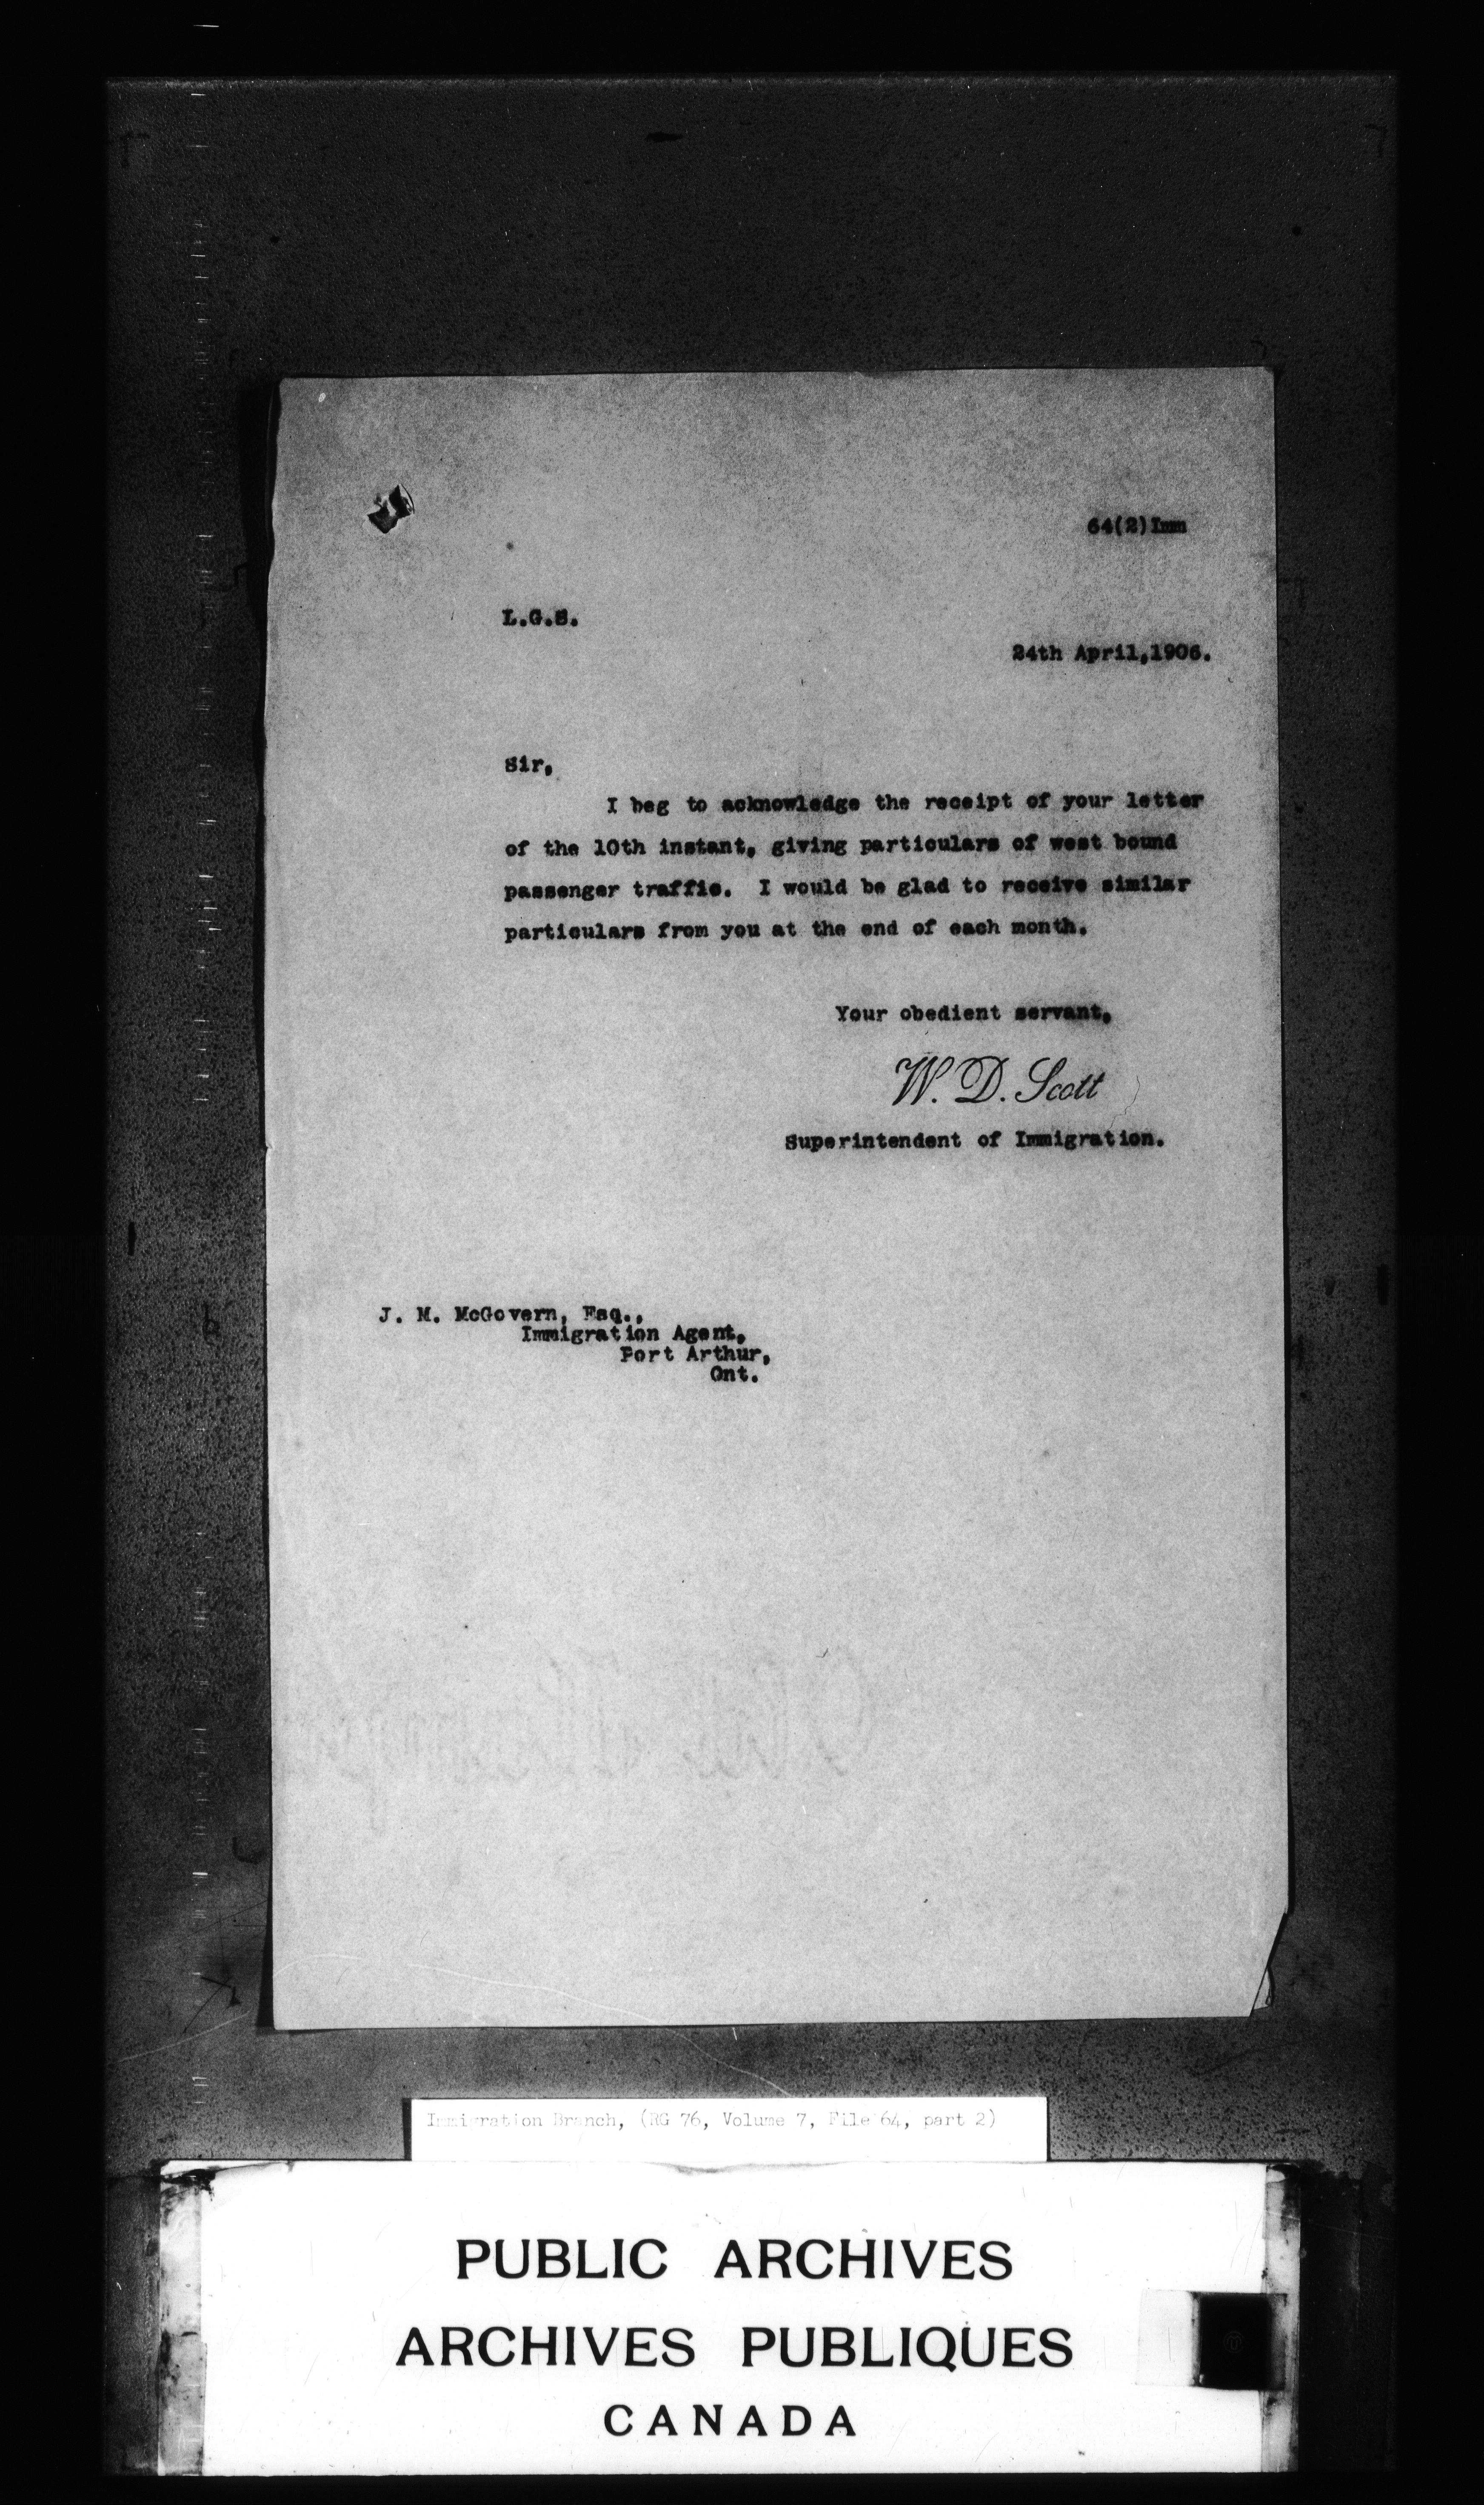 64(2)Imm
L.G.S.
24th April,1906.
Sir,
I beg to acknowledge the receipt of your letter
of the 10th instant, giving particulars of west bound
passenger traffic. I would be glad to receive similar
particulars from you at the end of each month.
Your obedient servant,
W. D. Scott
Superintendent of Immigration.
J. M. McGovern, Esq.,
Immigration Agent,
Port Arthur,
Ont.
Immigration Branch, (RG 76, Volume 7, File 64, part 2)
PUBLIC ARCHIVES
ARCHIVES PUBLIQUES
CANADA